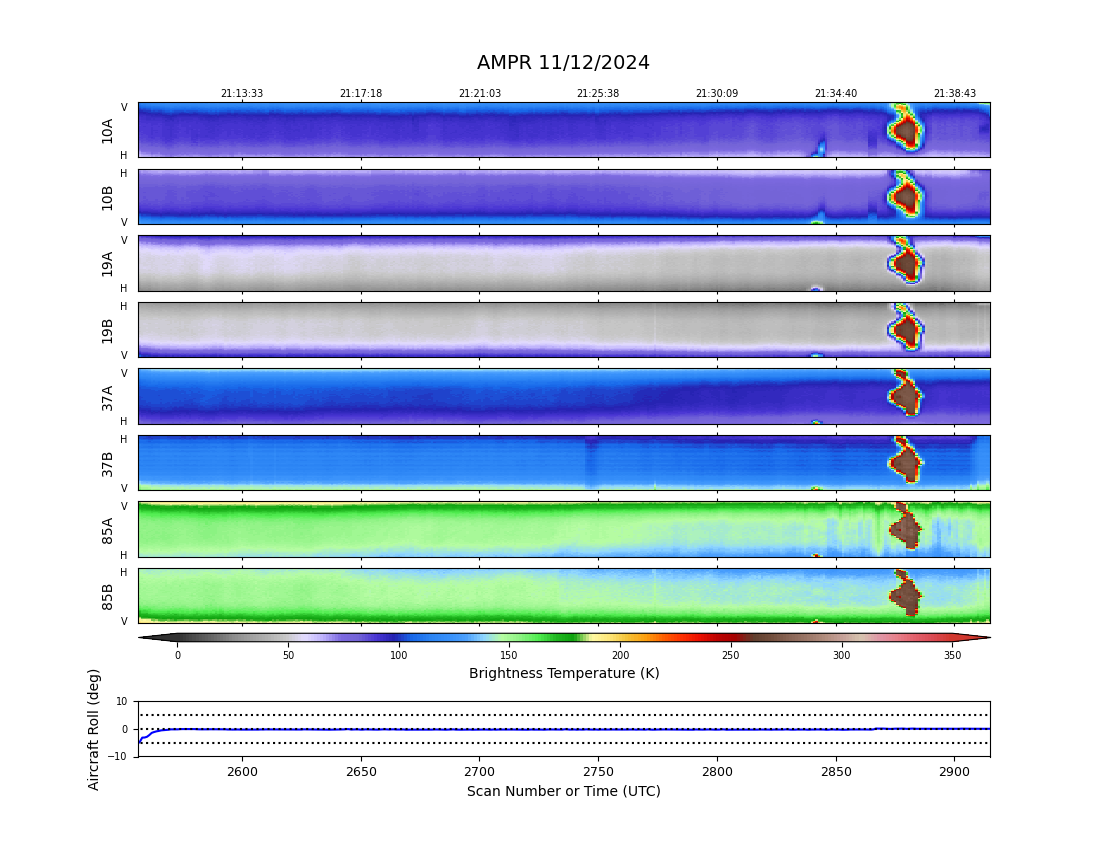 AMPR 11/12/2024
21:13:33 21:17:18 21:21:03 21:25:38 21:30:09 21:34:40 21:38:43
V
10A
H
H
10B
V
V
19A
H
H
19B
V
V
37A
H
H
37B
V
V
85A
H
H
85B
V
0 50 100 150 200 250 300 350
Brightness Temperature (K)
Aircraft Roll (deg)
10
0
−10
2600 2650 2700 2750 2800 2850 2900
Scan Number or Time (UTC)